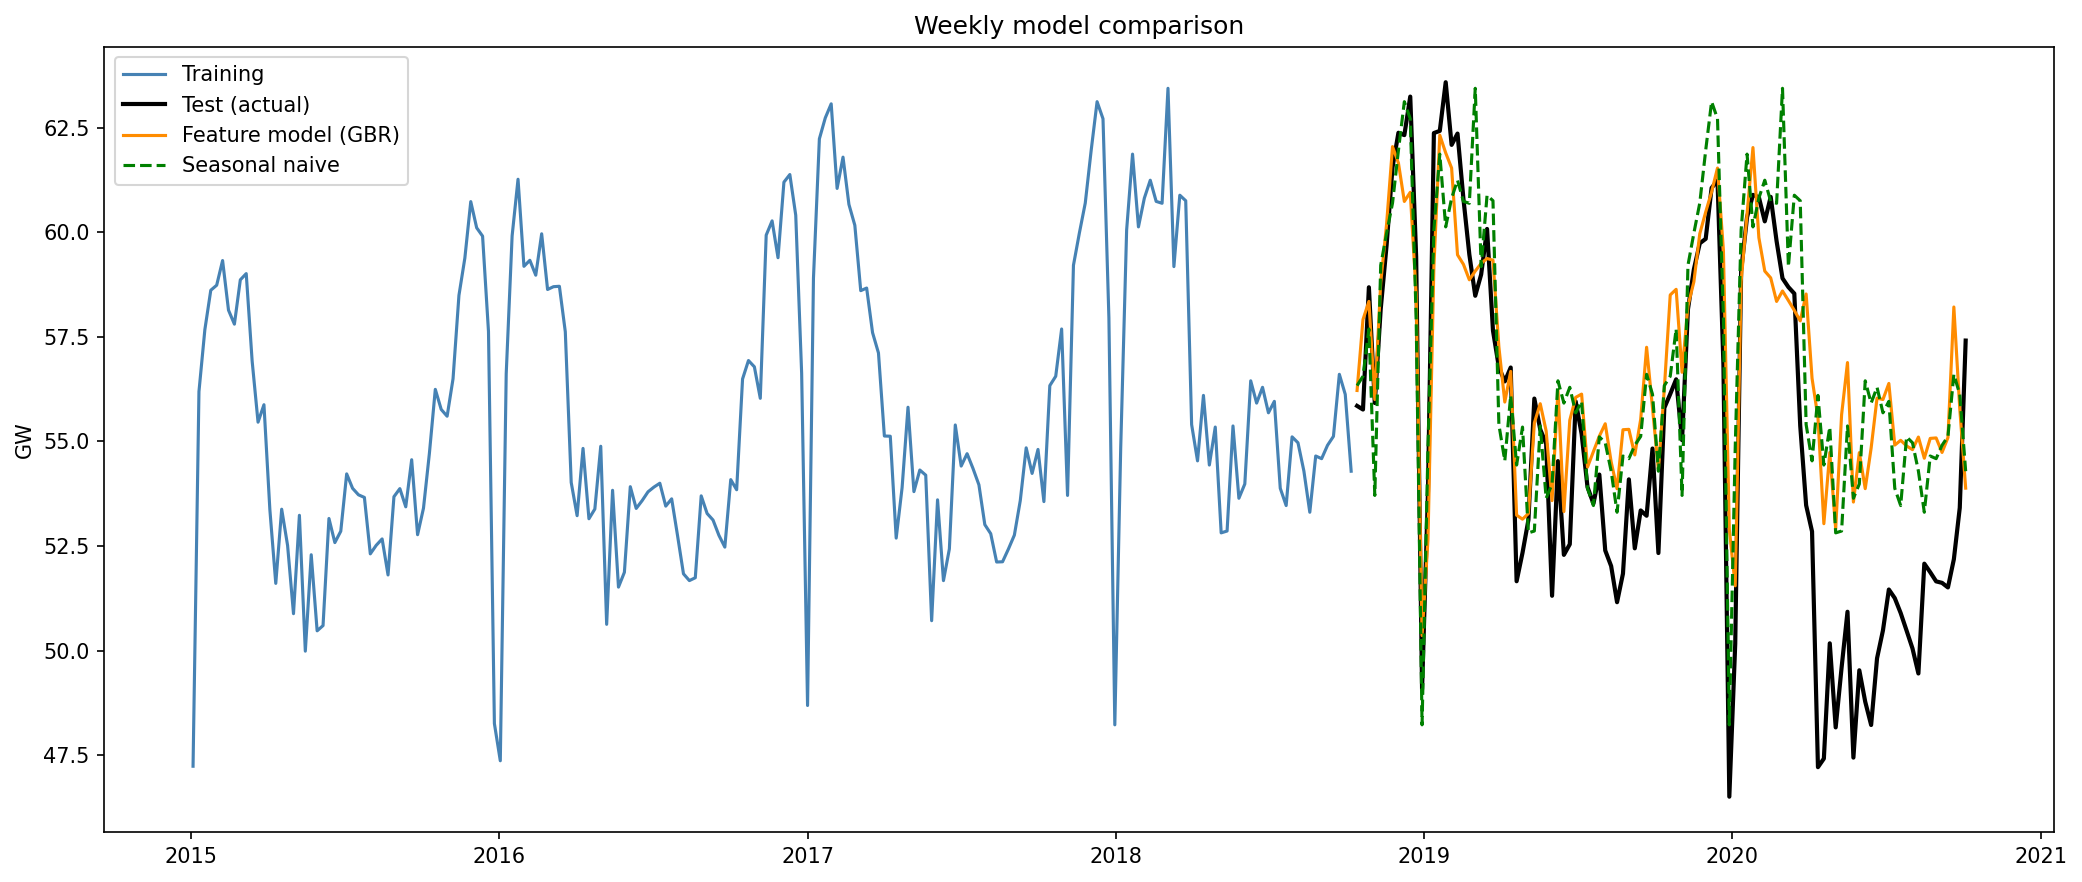 Weekly model comparison
Training
Test (actual)
Feature model (GBR)
Seasonal naive
GW
62.5
60.0
57.5
55.0
52.5
50.0
47.5
2015 2016 2017 2018 2019 2020 2021